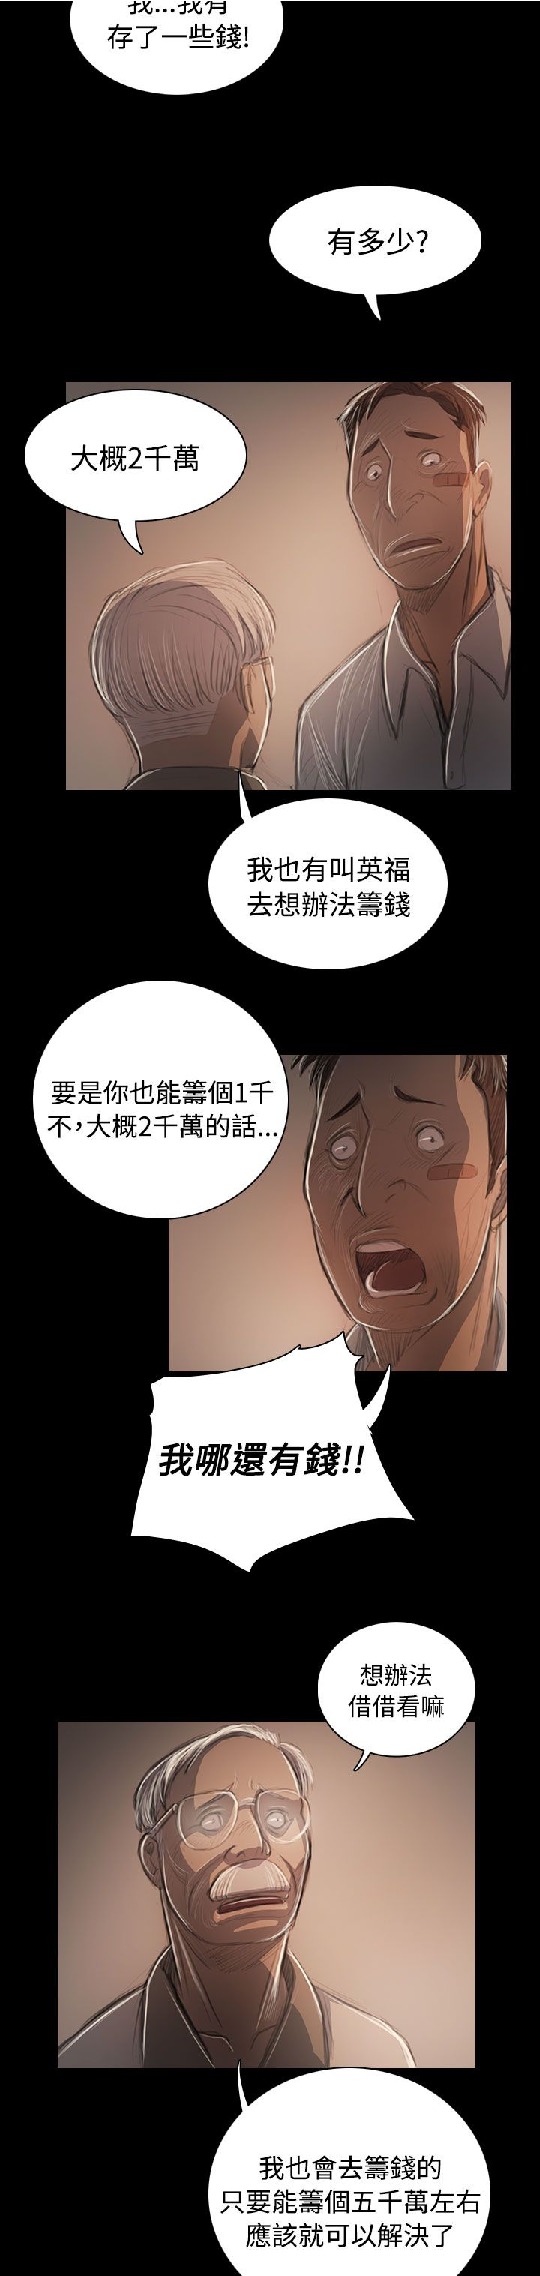 我...我有
存了一些錢!
有多少?
大概2千萬
我也有叫英福
去想辦法籌錢
要是你也能籌個1千
不,大概2千萬的話...
我哪還有錢!!
想辦法
借借看嘛
我也會去籌錢的
只要能籌個五千萬左右
應該就可以解決了